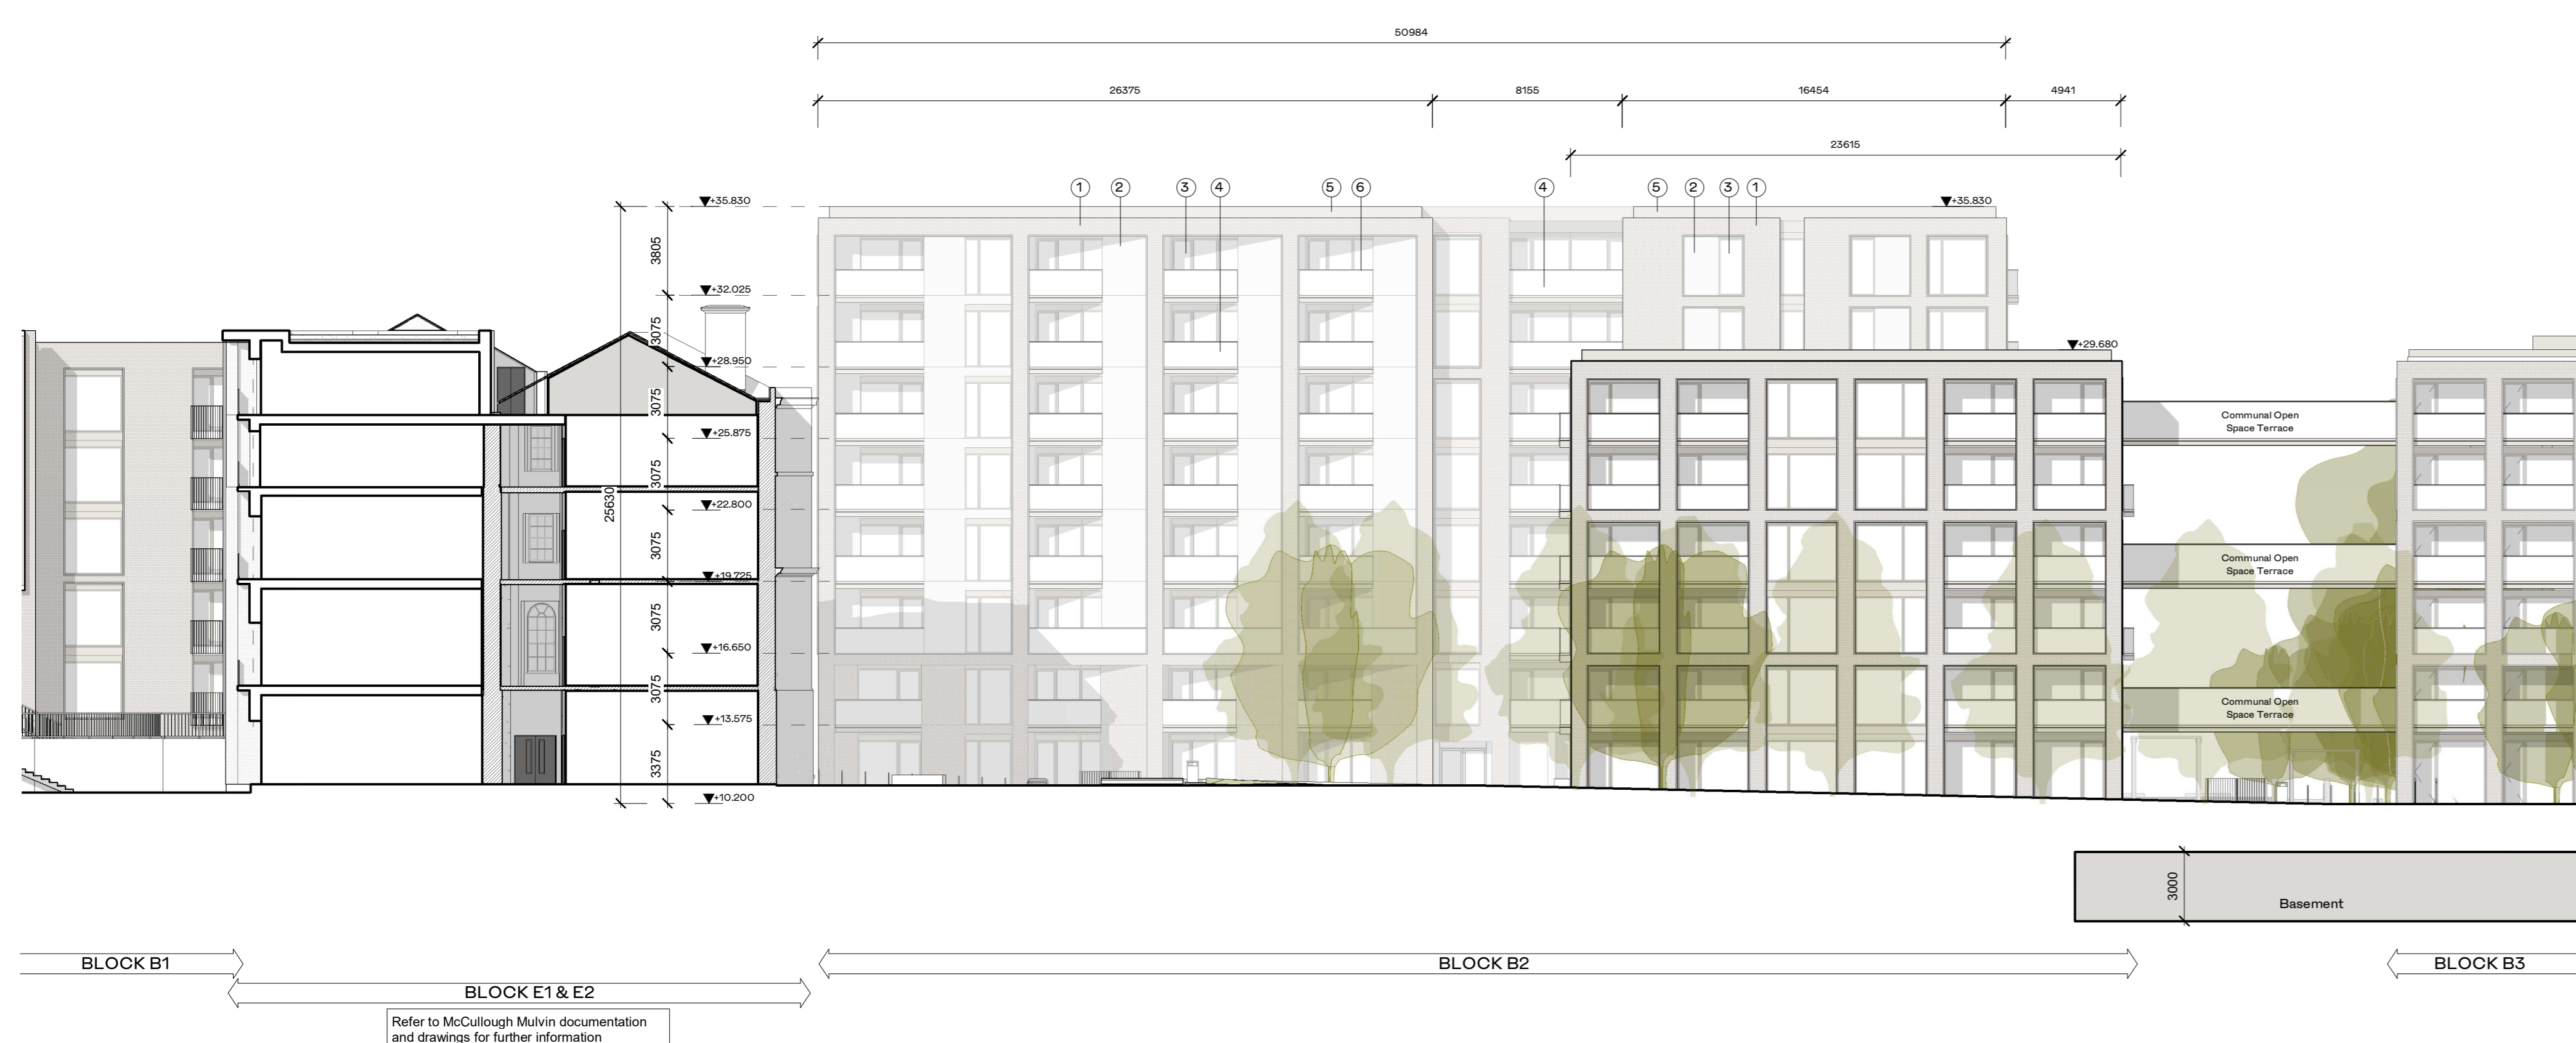 50984
26375
8155
16454
4941
23615
1
2
3
4
5
6
4
5
2
3
1
+35.830
+35.830
3805
+32.025
3075
+28.950
+29.680
3075
+25.875
3075
25630
+22.800
3075
+19.725
3075
+16.650
3075
+13.575
3375
+10.200
Communal Open
Space Terrace
Communal Open
Space Terrace
Communal Open
Space Terrace
3000
Basement
BLOCK B1
BLOCK B2
BLOCK B3
BLOCK E1 & E2
Refer to McCullough Mulvin documentation
and drawings for further information